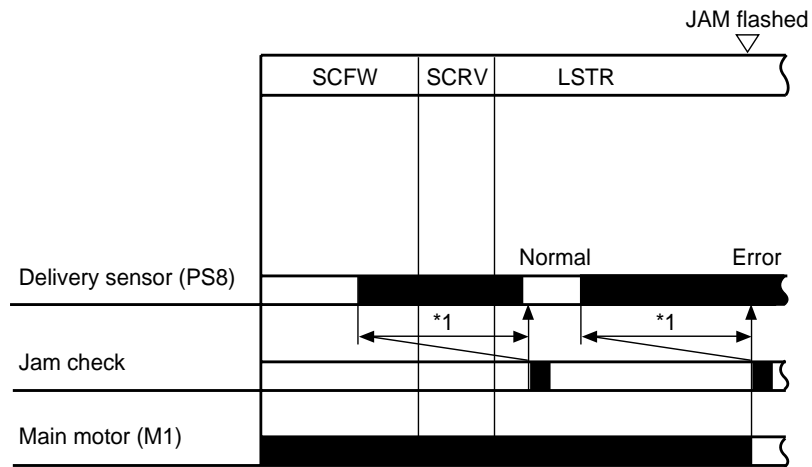 JAM flashed
SCFW SCRV LSTR
Normal Error
Delivery sensor (PS8)
*1 *1
Jam check
Main motor (M1)